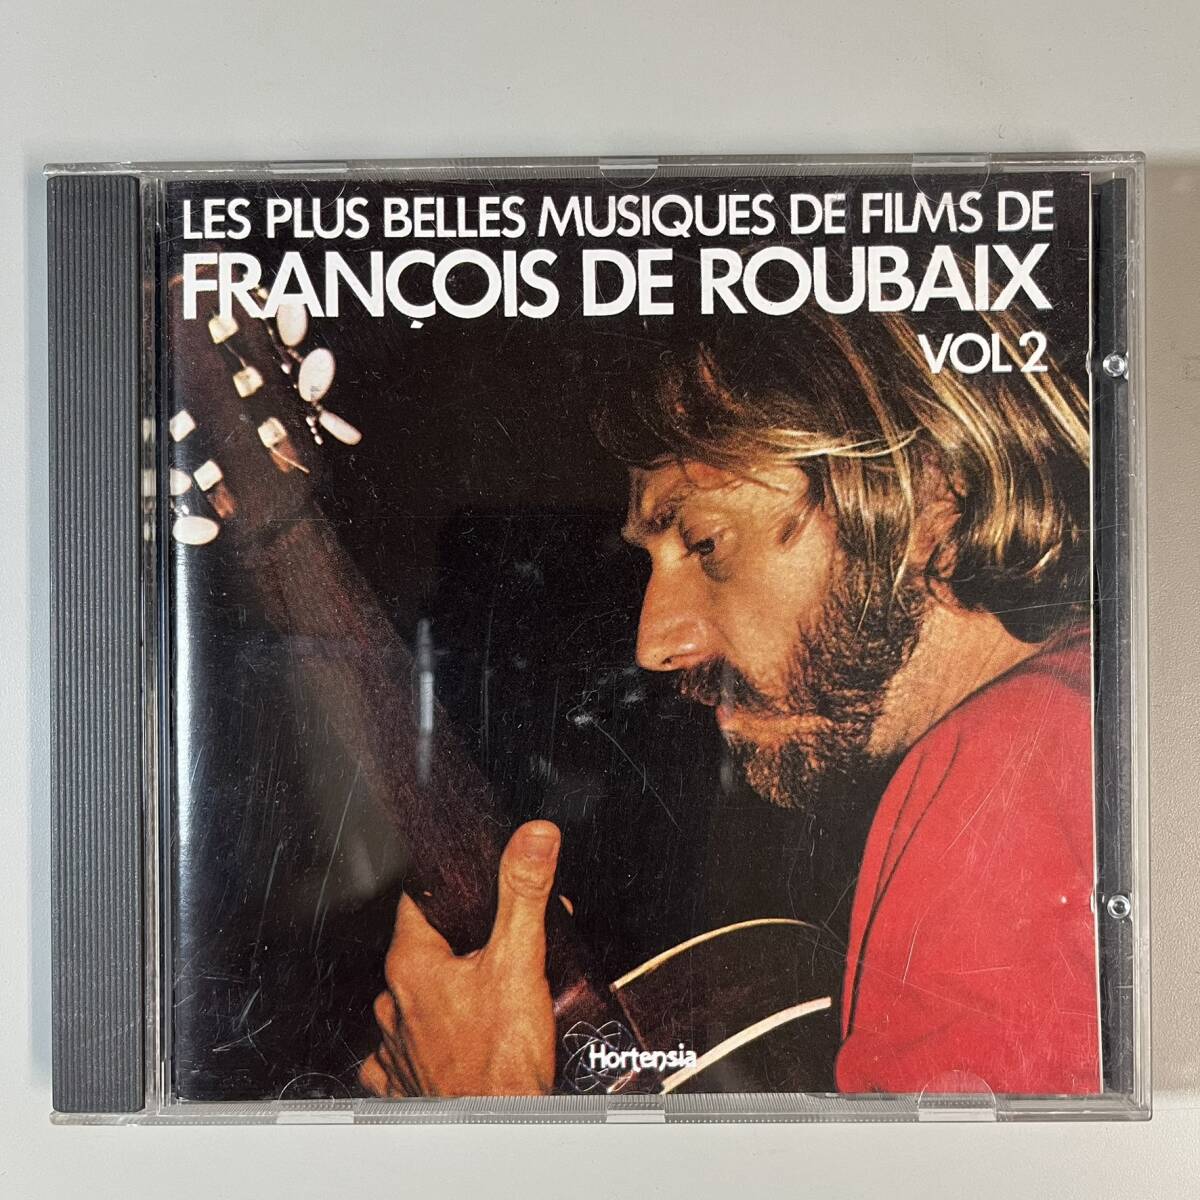 LES PLUS BELLES MUSIQUES DE FILMS DE
FRANÇOIS DE ROUBAIX
VOL 2
Hortensia